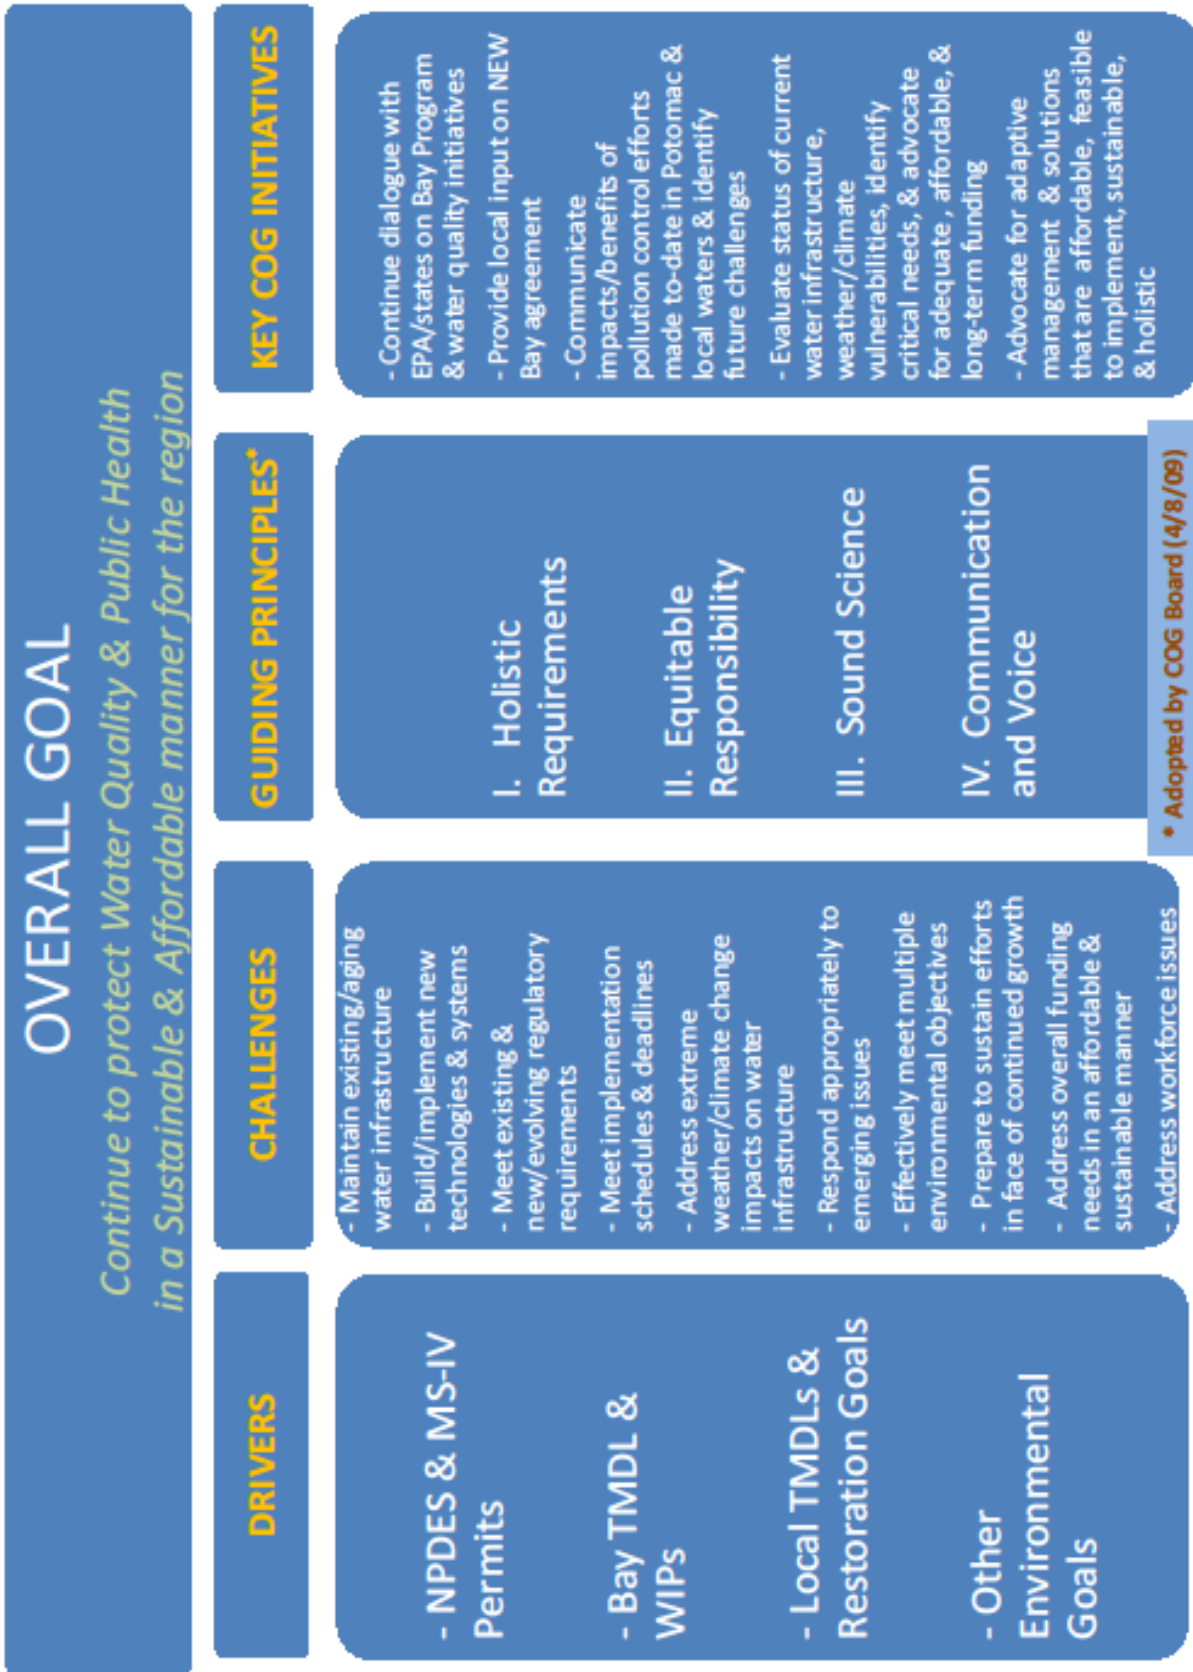 OVERALL GOAL
Continue to protect Water Quality & Public Health
in a Sustainable & Affordable manner for the region
DRIVERS
- NPDES & MS-IV
Permits
- Bay TMDL &
WIPs
- Local TMDLs &
Restoration Goals
- Other
Environmental
Goals
CHALLENGES
- Maintain existing/aging
water infrastructure
- Build/implement new
technologies & systems
- Meet existing &
new/evolving regulatory
requirements
- Meet implementation
schedules & deadlines
- Address extreme
weather/climate change
impacts on water
infrastructure
- Respond appropriately to
emerging issues
- Effectively meet multiple
environmental objectives
- Prepare to sustain efforts
in face of continued growth
- Address overall funding
needs in an affordable &
sustainable manner
- Address workforce issues
GUIDING PRINCIPLES*
I. Holistic
Requirements
II. Equitable
Responsibility
III. Sound Science
IV. Communication
and Voice
* Adopted by COG Board (4/8/09)
KEY COG INITIATIVES
- Continue dialogue with
EPA/states on Bay Program
& water quality initiatives
- Provide local input on NEW
Bay agreement
- Communicate
impacts/benefits of
pollution control efforts
made to-date in Potomac &
local waters & identify
future challenges
- Evaluate status of current
water infrastructure,
weather/climate
vulnerabilities, identify
critical needs, & advocate
for adequate, affordable, &
long-term funding
- Advocate for adaptive
management & solutions
that are affordable, feasible
to implement, sustainable,
& holistic